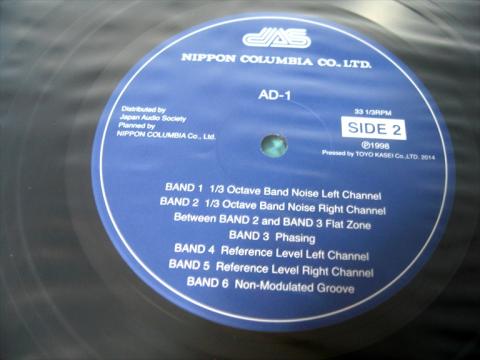 JAS
NIPPON COLUMBIA CO., LTD.
AD-1
Distributed by
Japan Audio Society
Planned by
NIPPON COLUMBIA Co., Ltd.
33 1/3RPM
SIDE 2
Ⓟ1998
Pressed by TOYO KASEI Co.,LTD. 2014
BAND 1 1/3 Octave Band Noise Left Channel
BAND 2 1/3 Octave Band Noise Right Channel
Between BAND 2 and BAND 3 Flat Zone
BAND 3 Phasing
BAND 4 Reference Level Left Channel
BAND 5 Reference Level Right Channel
BAND 6 Non-Modulated Groove